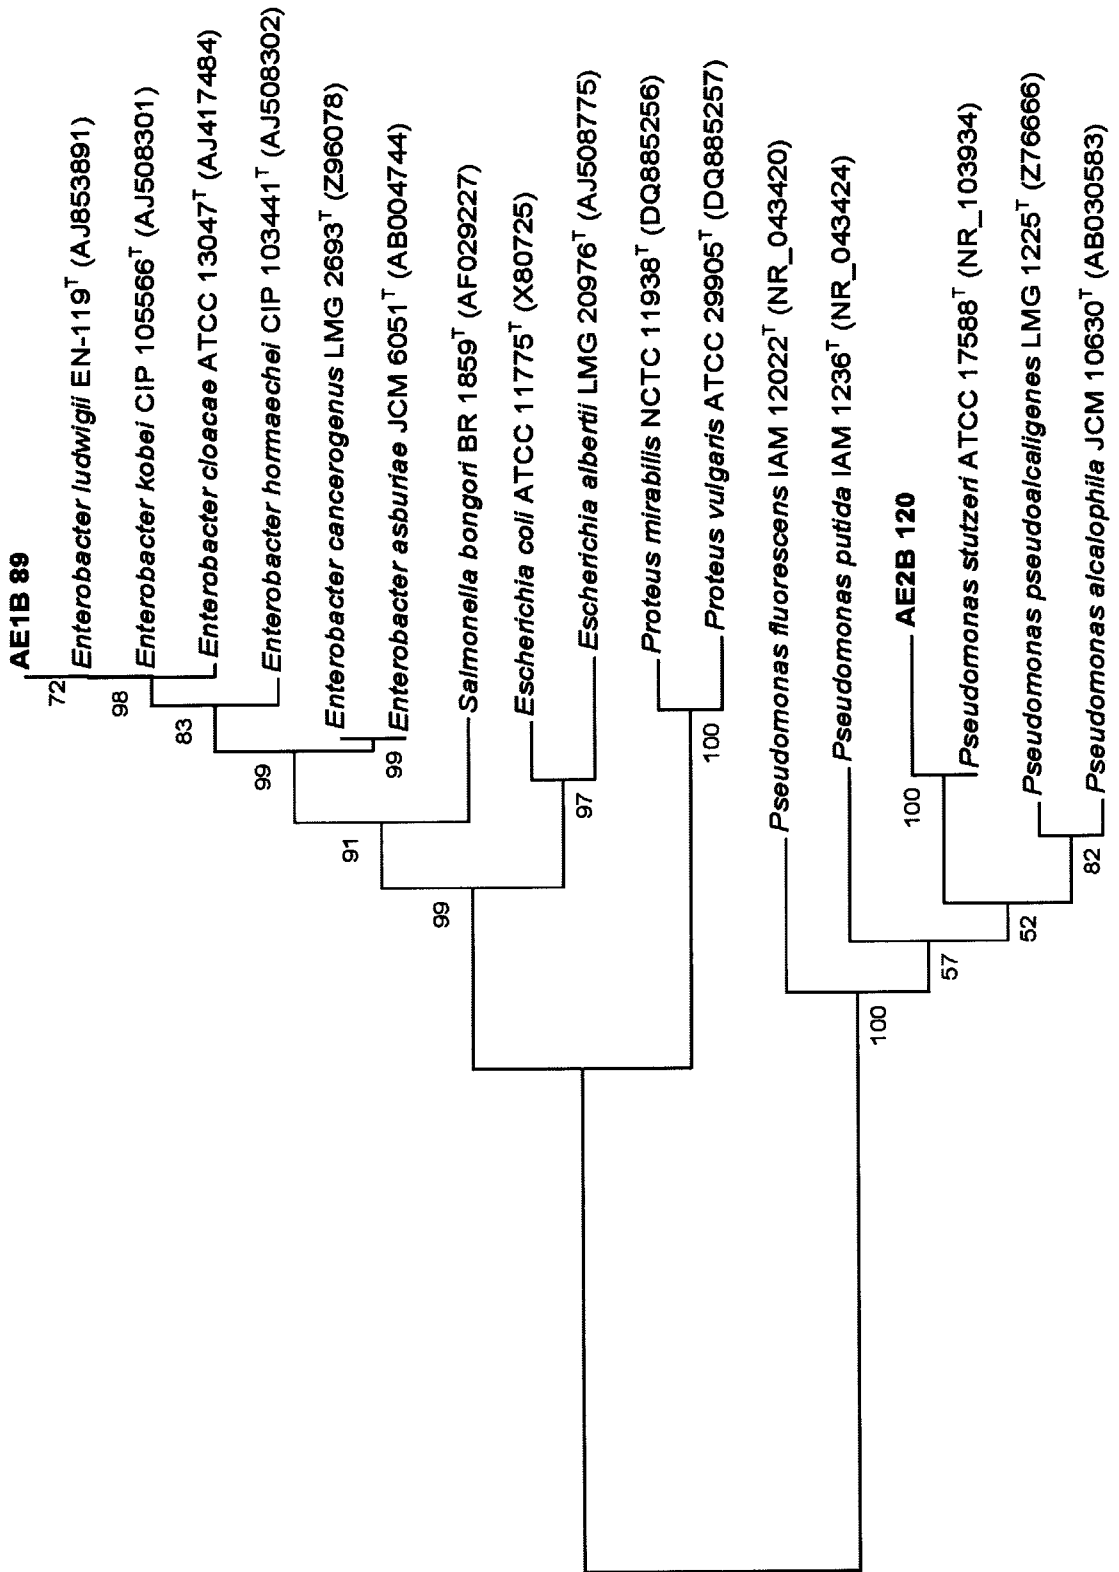 AE1B 89
Enterobacter ludwigii EN-119T (AJ853891)
Enterobacter kobei CIP 105566T (AJ508301)
Enterobacter cloacae ATCC 13047T (AJ417484)
Enterobacter hormaechei CIP 103441T (AJ508302)
Enterobacter cancerogenus LMG 2693T (Z96078)
Enterobacter asburiae JCM 6051T (AB004744)
Salmonella bongori BR 1859T (AF029227)
Escherichia coli ATCC 11775T (X80725)
Escherichia albertii LMG 20976T (AJ508775)
Proteus mirabilis NCTC 11938T (DQ885256)
Proteus vulgaris ATCC 29905T (DQ885257)
Pseudomonas fluorescens IAM 12022T (NR_043420)
Pseudomonas putida IAM 1236T (NR_043424)
AE2B 120
Pseudomonas stutzeri ATCC 17588T (NR_103934)
Pseudomonas pseudoalcaligenes LMG 1225T (Z76666)
Pseudomonas alcalophila JCM 10630T (AB030583)
72
98
83
99
99
91
99
97
100
100
57
52
100
82